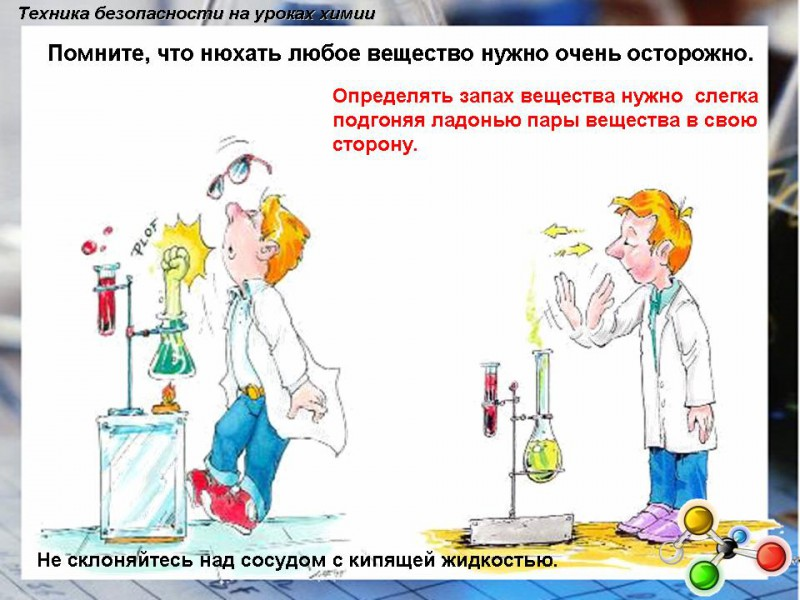 Техника безопасности на уроках химии
Помните, что нюхать любое вещество нужно очень осторожно.
Определять запах вещества нужно слегка
подгоняя ладонью пары вещества в свою
сторону.
PLOF
Не склоняйтесь над сосудом с кипящей жидкостью.